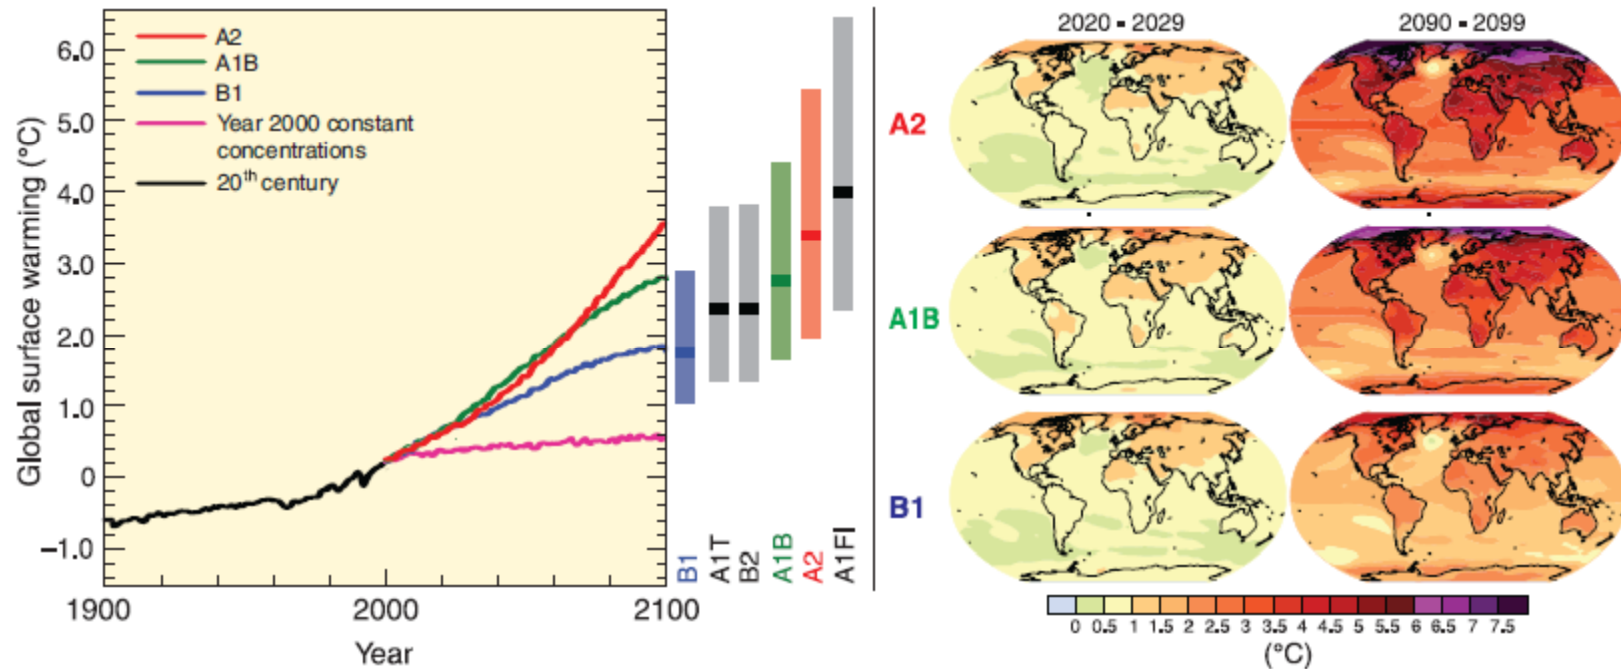 Global surface warming (°C)
6.0
5.0
4.0
3.0
2.0
1.0
0
–1.0
A2
A1B
B1
Year 2000 constant
concentrations
20th century
1900
2000
2100
Year
B1
A1T
B2
A1B
A2
A1FI
2020 - 2029
2090 - 2099
A2
A1B
B1
0 0.5 1 1.5 2 2.5 3 3.5 4 4.5 5 5.5 6 6.5 7 7.5
(°C)